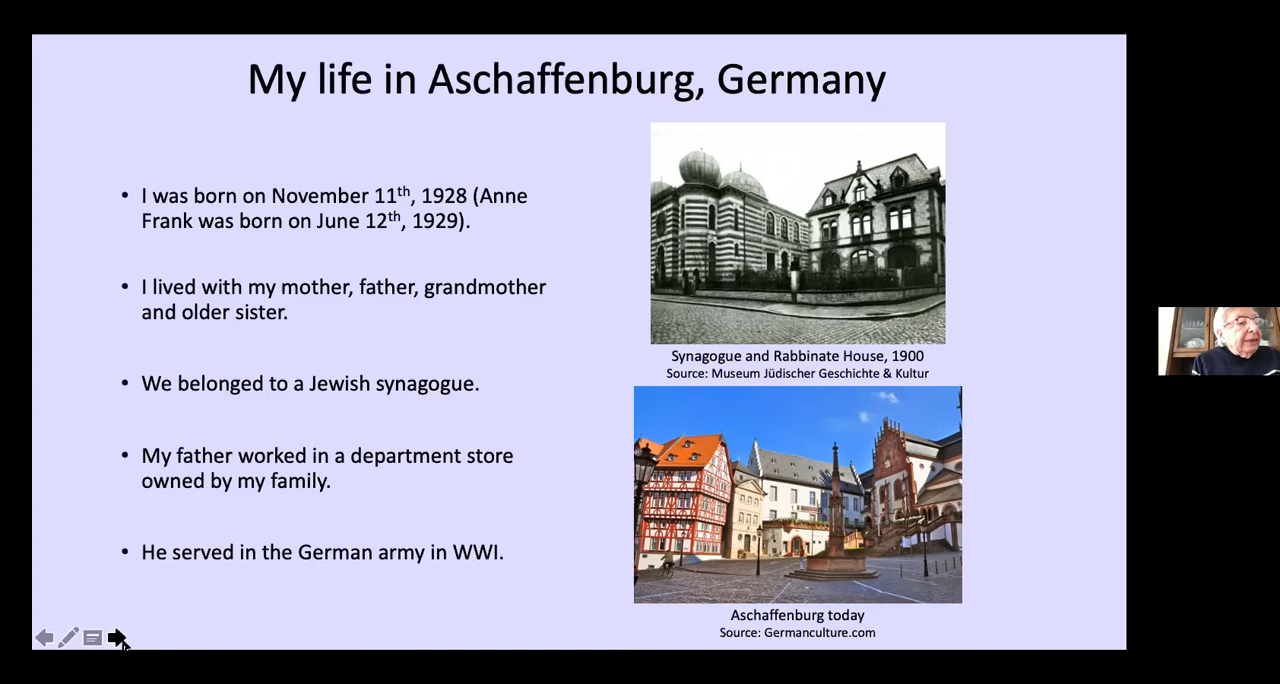 My life in Aschaffenburg, Germany
• I was born on November 11th, 1928 (Anne
Frank was born on June 12th, 1929).
• I lived with my mother, father, grandmother
and older sister.
• We belonged to a Jewish synagogue.
• My father worked in a department store
owned by my family.
• He served in the German army in WWI.
Synagogue and Rabbinate House, 1900
Source: Museum Jüdischer Geschichte & Kultur
Aschaffenburg today
Source: Germanculture.com